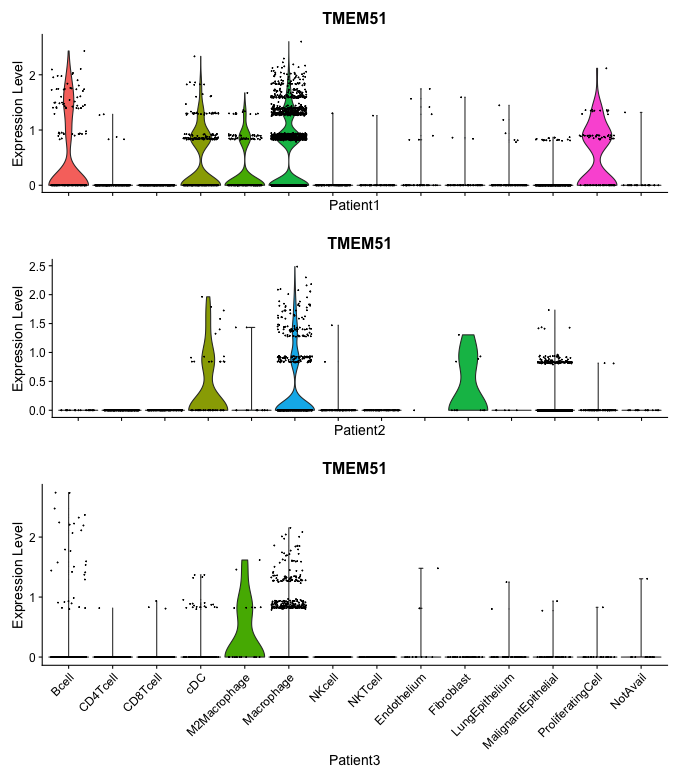 TMEM51
Expression Level
2
1
0
Patient1
TMEM51
Expression Level
2.5
2.0
1.5
1.0
0.5
0.0
Patient2
TMEM51
Expression Level
2
1
0
Bcell
CD4Tcell
CD8Tcell
cDC
M2Macrophage
Macrophage
NKcell
NKTcell
Endothelium
Fibroblast
LungEpithelium
MalignantEpithelial
ProliferatingCell
NotAvail
Patient3